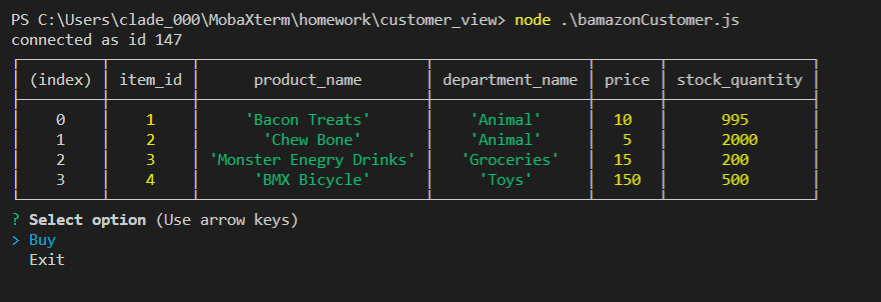 PS C:\Users\clade_000\MobaXterm\homework\customer_view> node .\bamazonCustomer.js
connected as id 147
(index) item_id product_name department_name price stock_quantity
0 1 'Bacon Treats' 'Animal' 10 995
1 2 'Chew Bone' 'Animal' 5 2000
2 3 'Monster Enegry Drinks' 'Groceries' 15 200
3 4 'BMX Bicycle' 'Toys' 150 500
? Select option (Use arrow keys)
> Buy
Exit